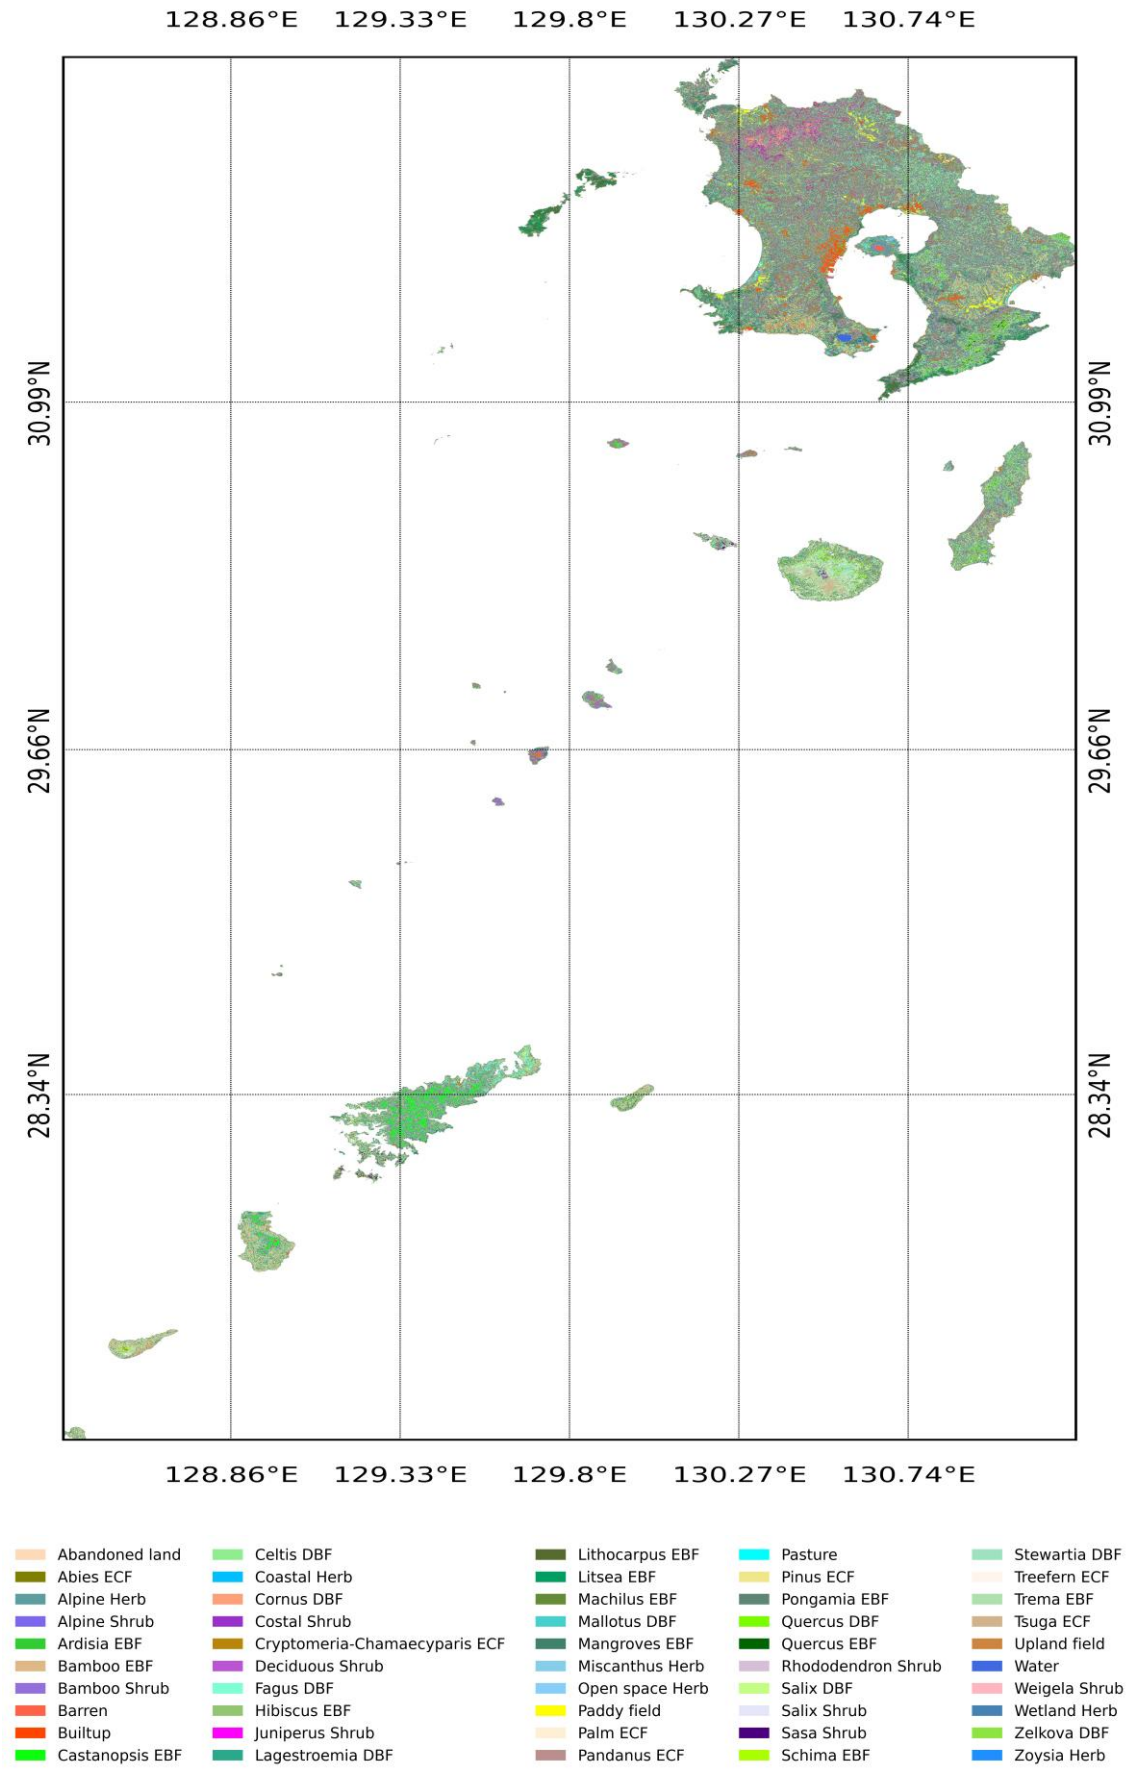 128.86°E 129.33°E 129.8°E 130.27°E 130.74°E
30.99°N 30.99°N
29.66°N 29.66°N
28.34°N 28.34°N
128.86°E 129.33°E 129.8°E 130.27°E 130.74°E
Abandoned land
Abies ECF
Alpine Herb
Alpine Shrub
Ardisia EBF
Bamboo EBF
Bamboo Shrub
Barren
Builtup
Castanopsis EBF
Celtis DBF
Coastal Herb
Cornus DBF
Costal Shrub
Cryptomeria-Chamaecyparis ECF
Deciduous Shrub
Fagus DBF
Hibiscus EBF
Juniperus Shrub
Lagestroemia DBF
Lithocarpus EBF
Litsea EBF
Machilus EBF
Mallotus DBF
Mangroves EBF
Miscanthus Herb
Open space Herb
Paddy field
Palm ECF
Pandanus ECF
Pasture
Pinus ECF
Pongamia EBF
Quercus DBF
Quercus EBF
Rhododendron Shrub
Salix DBF
Salix Shrub
Sasa Shrub
Schima EBF
Stewartia DBF
Treefern ECF
Trema EBF
Tsuga ECF
Upland field
Water
Weigela Shrub
Wetland Herb
Zelkova DBF
Zoysia Herb